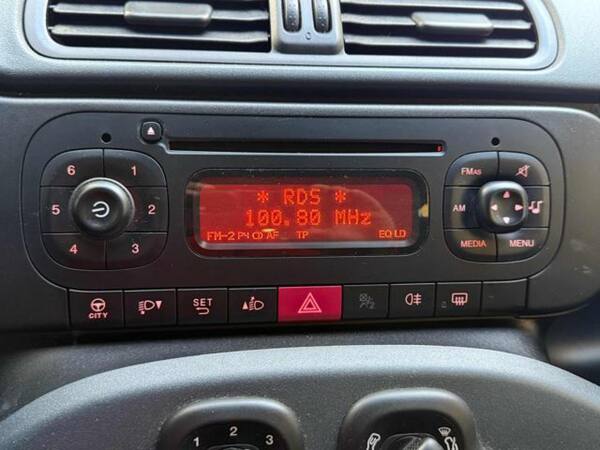 6 1
5 2
4 3
* RDS *
100.80 MHz
FM-2 P4 CD AF TP EQ LD
FMAS
AM
MEDIA MENU
CITY SET
1 2 3